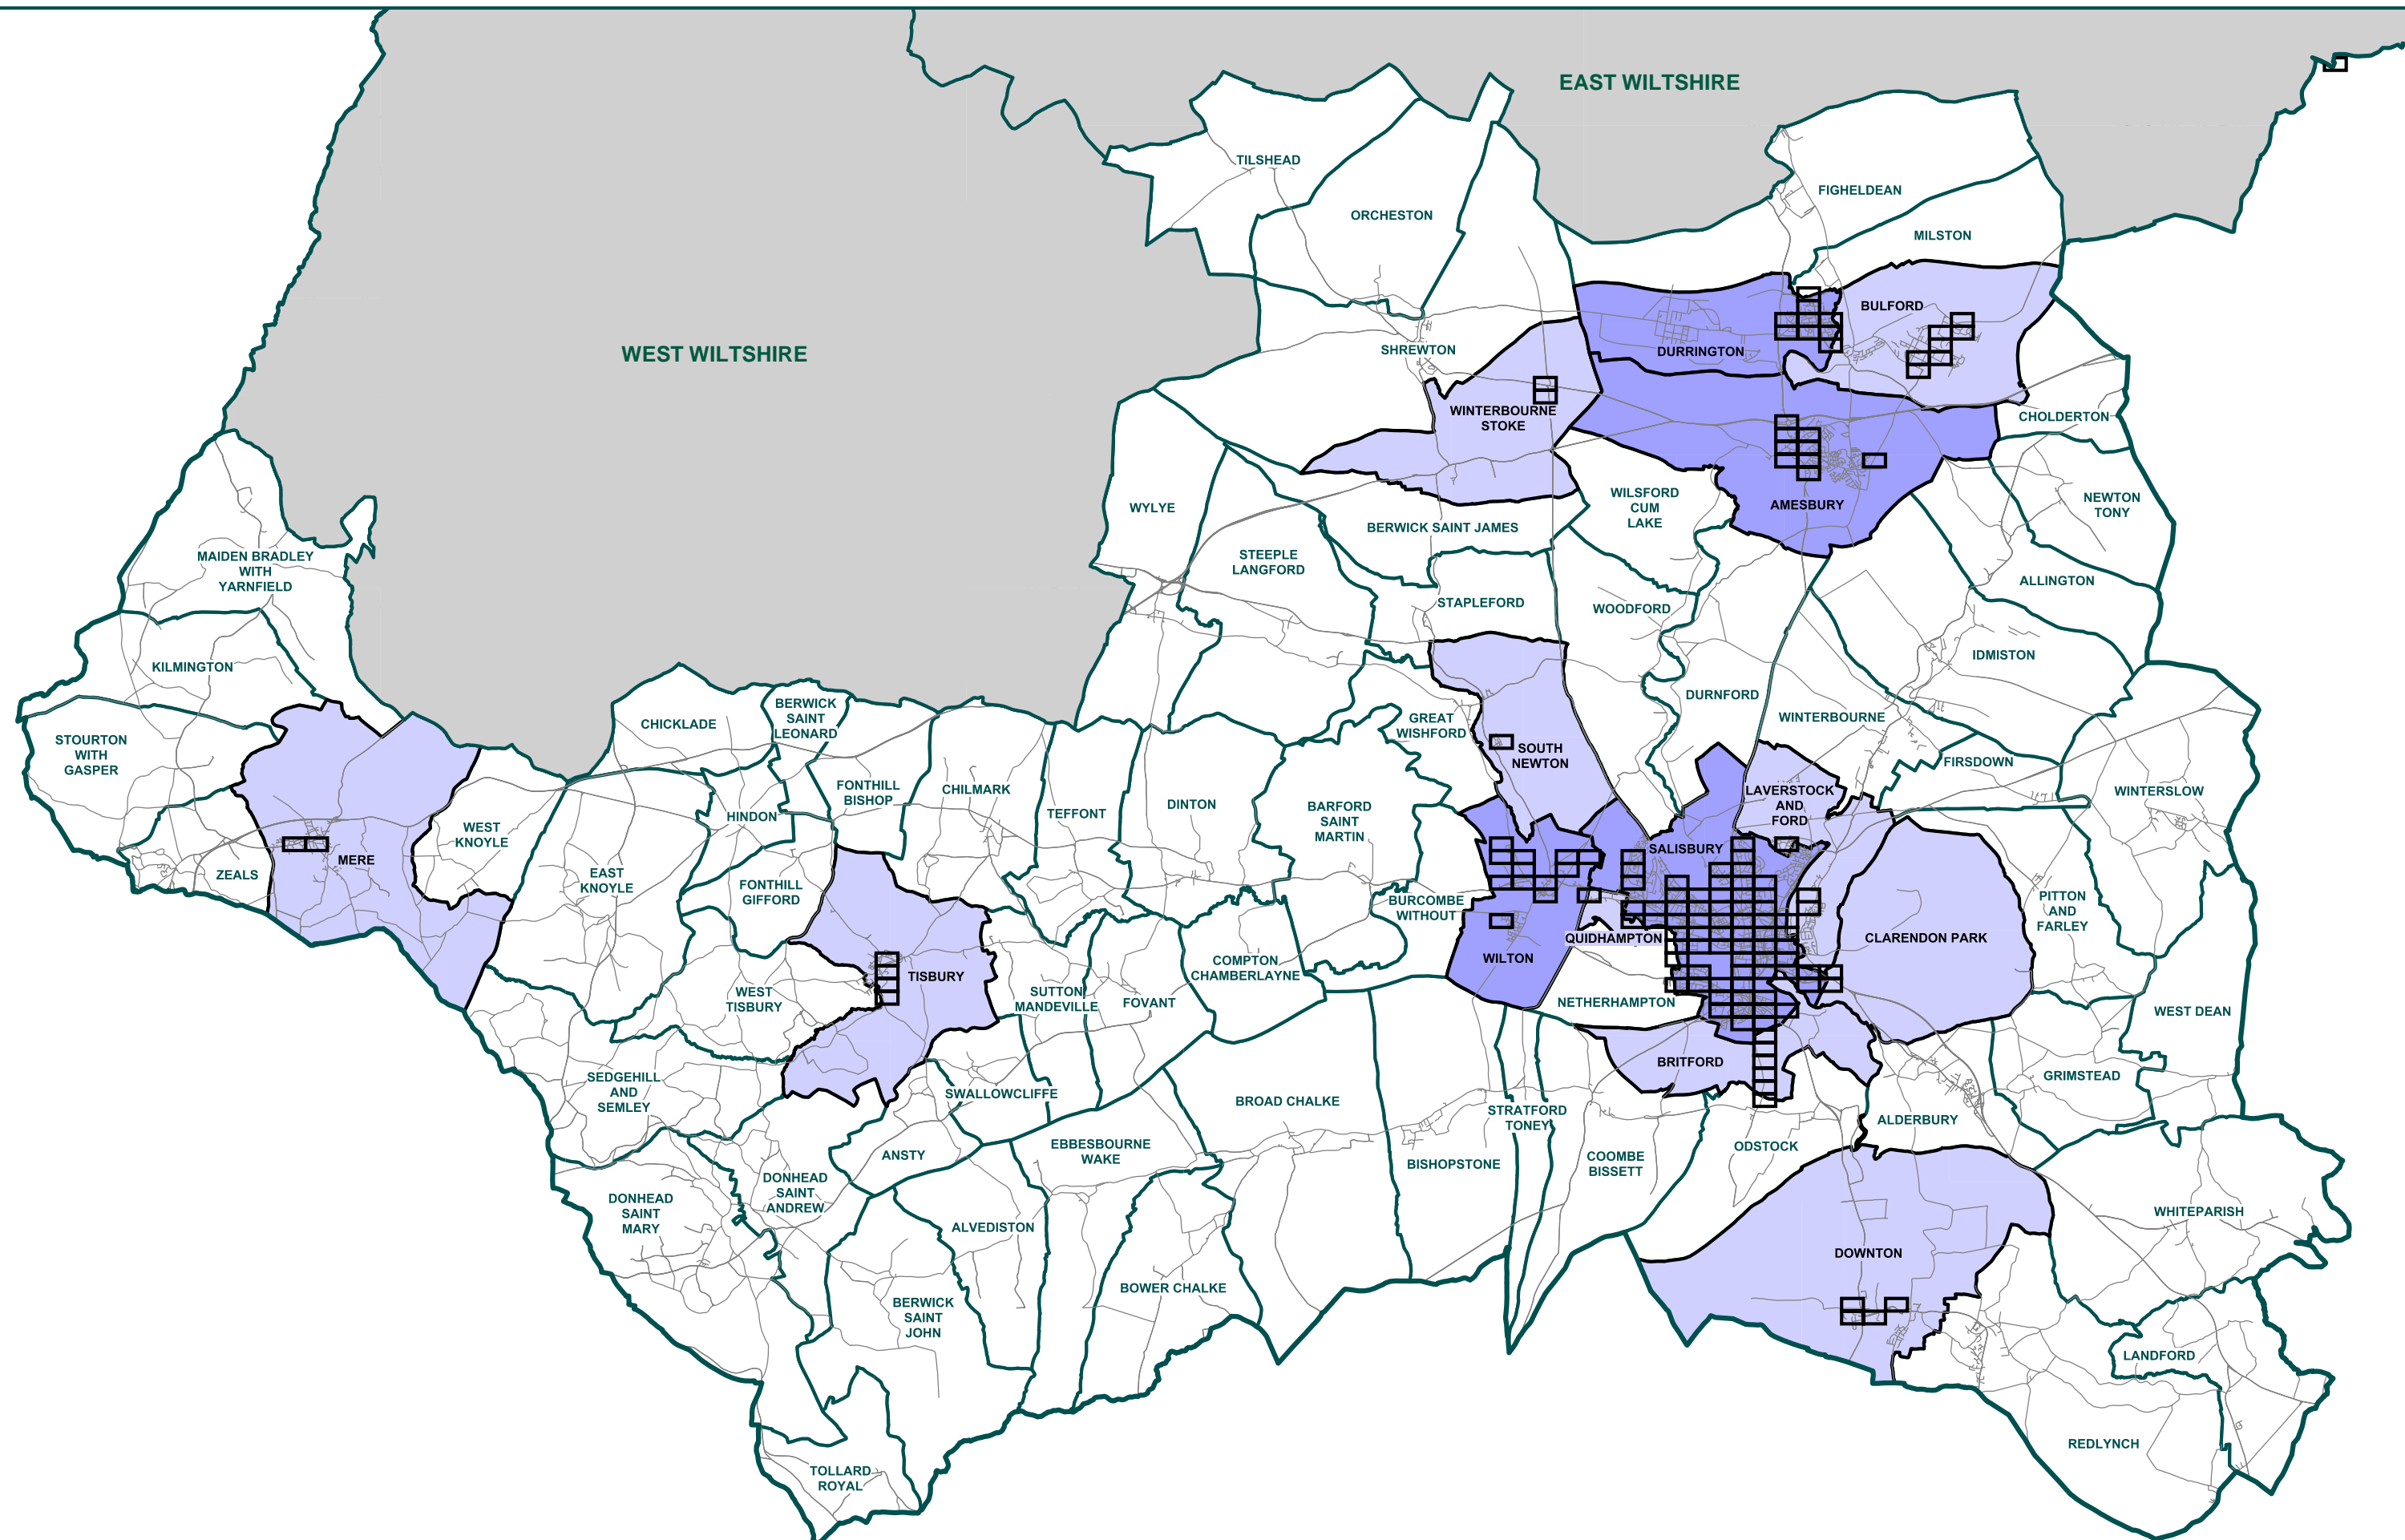 EAST WILTSHIRE
TILSHEAD
FIGHELDEAN
ORCHESTON
MILSTON
BULFORD
WEST WILTSHIRE
SHREWTON
DURRINGTON
WINTERBOURNE
STOKE
CHOLDERTON
WYLYE
WILSFORD
CUM
LAKE
AMESBURY
NEWTON
TONY
BERWICK SAINT JAMES
MAIDEN BRADLEY
WITH
YARNFIELD
STEEPLE
LANGFORD
ALLINGTON
STAPLEFORD
WOODFORD
KILMINGTON
IDMISTON
DURNFORD
CHICKLADE
BERWICK
SAINT
LEONARD
GREAT
WISHFORD
WINTERBOURNE
STOURTON
WITH
GASPER
SOUTH
NEWTON
FIRSDOWN
FONTHILL
BISHOP
CHILMARK
LAVERSTOCK
AND
FORD
WINTERSLOW
HINDON
TEFFONT
DINTON
BARFORD
SAINT
MARTIN
WEST
KNOYLE
SALISBURY
MERE
ZEALS
EAST
KNOYLE
FONTHILL
GIFFORD
BURCOMBE
WITHOUT
PITTON
AND
FARLEY
QUIDHAMPTON
CLARENDON PARK
WILTON
TISBURY
COMPTON
CHAMBERLAYNE
WEST
TISBURY
SUTTON
MANDEVILLE
FOVANT
NETHERHAMPTON
WEST DEAN
BRITFORD
SEDGEHILL
AND
SEMLEY
GRIMSTEAD
SWALLOWCLIFFE
BROAD CHALKE
STRATFORD
TONEY
ALDERBURY
EBBESBOURNE
WAKE
ODSTOCK
ANSTY
BISHOPSTONE
COOMBE
BISSETT
DONHEAD
SAINT
ANDREW
DONHEAD
SAINT
MARY
WHITEPARISH
ALVEDISTON
DOWNTON
BOWER CHALKE
BERWICK
SAINT
JOHN
LANDFORD
REDLYNCH
TOLLARD
ROYAL